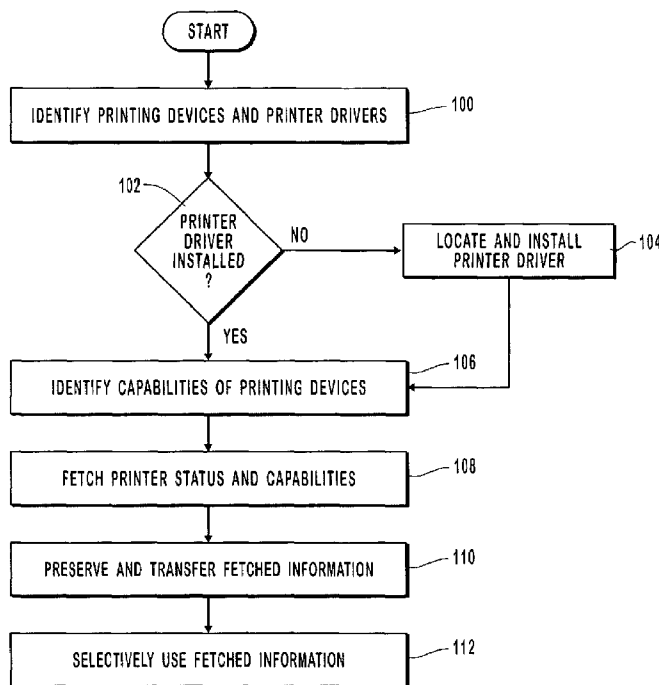 START
IDENTIFY PRINTING DEVICES AND PRINTER DRIVERS
100
102
PRINTER
DRIVER
INSTALLED
?
NO
LOCATE AND INSTALL
PRINTER DRIVER
104
YES
IDENTIFY CAPABILITIES OF PRINTING DEVICES
106
FETCH PRINTER STATUS AND CAPABILITIES
108
PRESERVE AND TRANSFER FETCHED INFORMATION
110
SELECTIVELY USE FETCHED INFORMATION
112